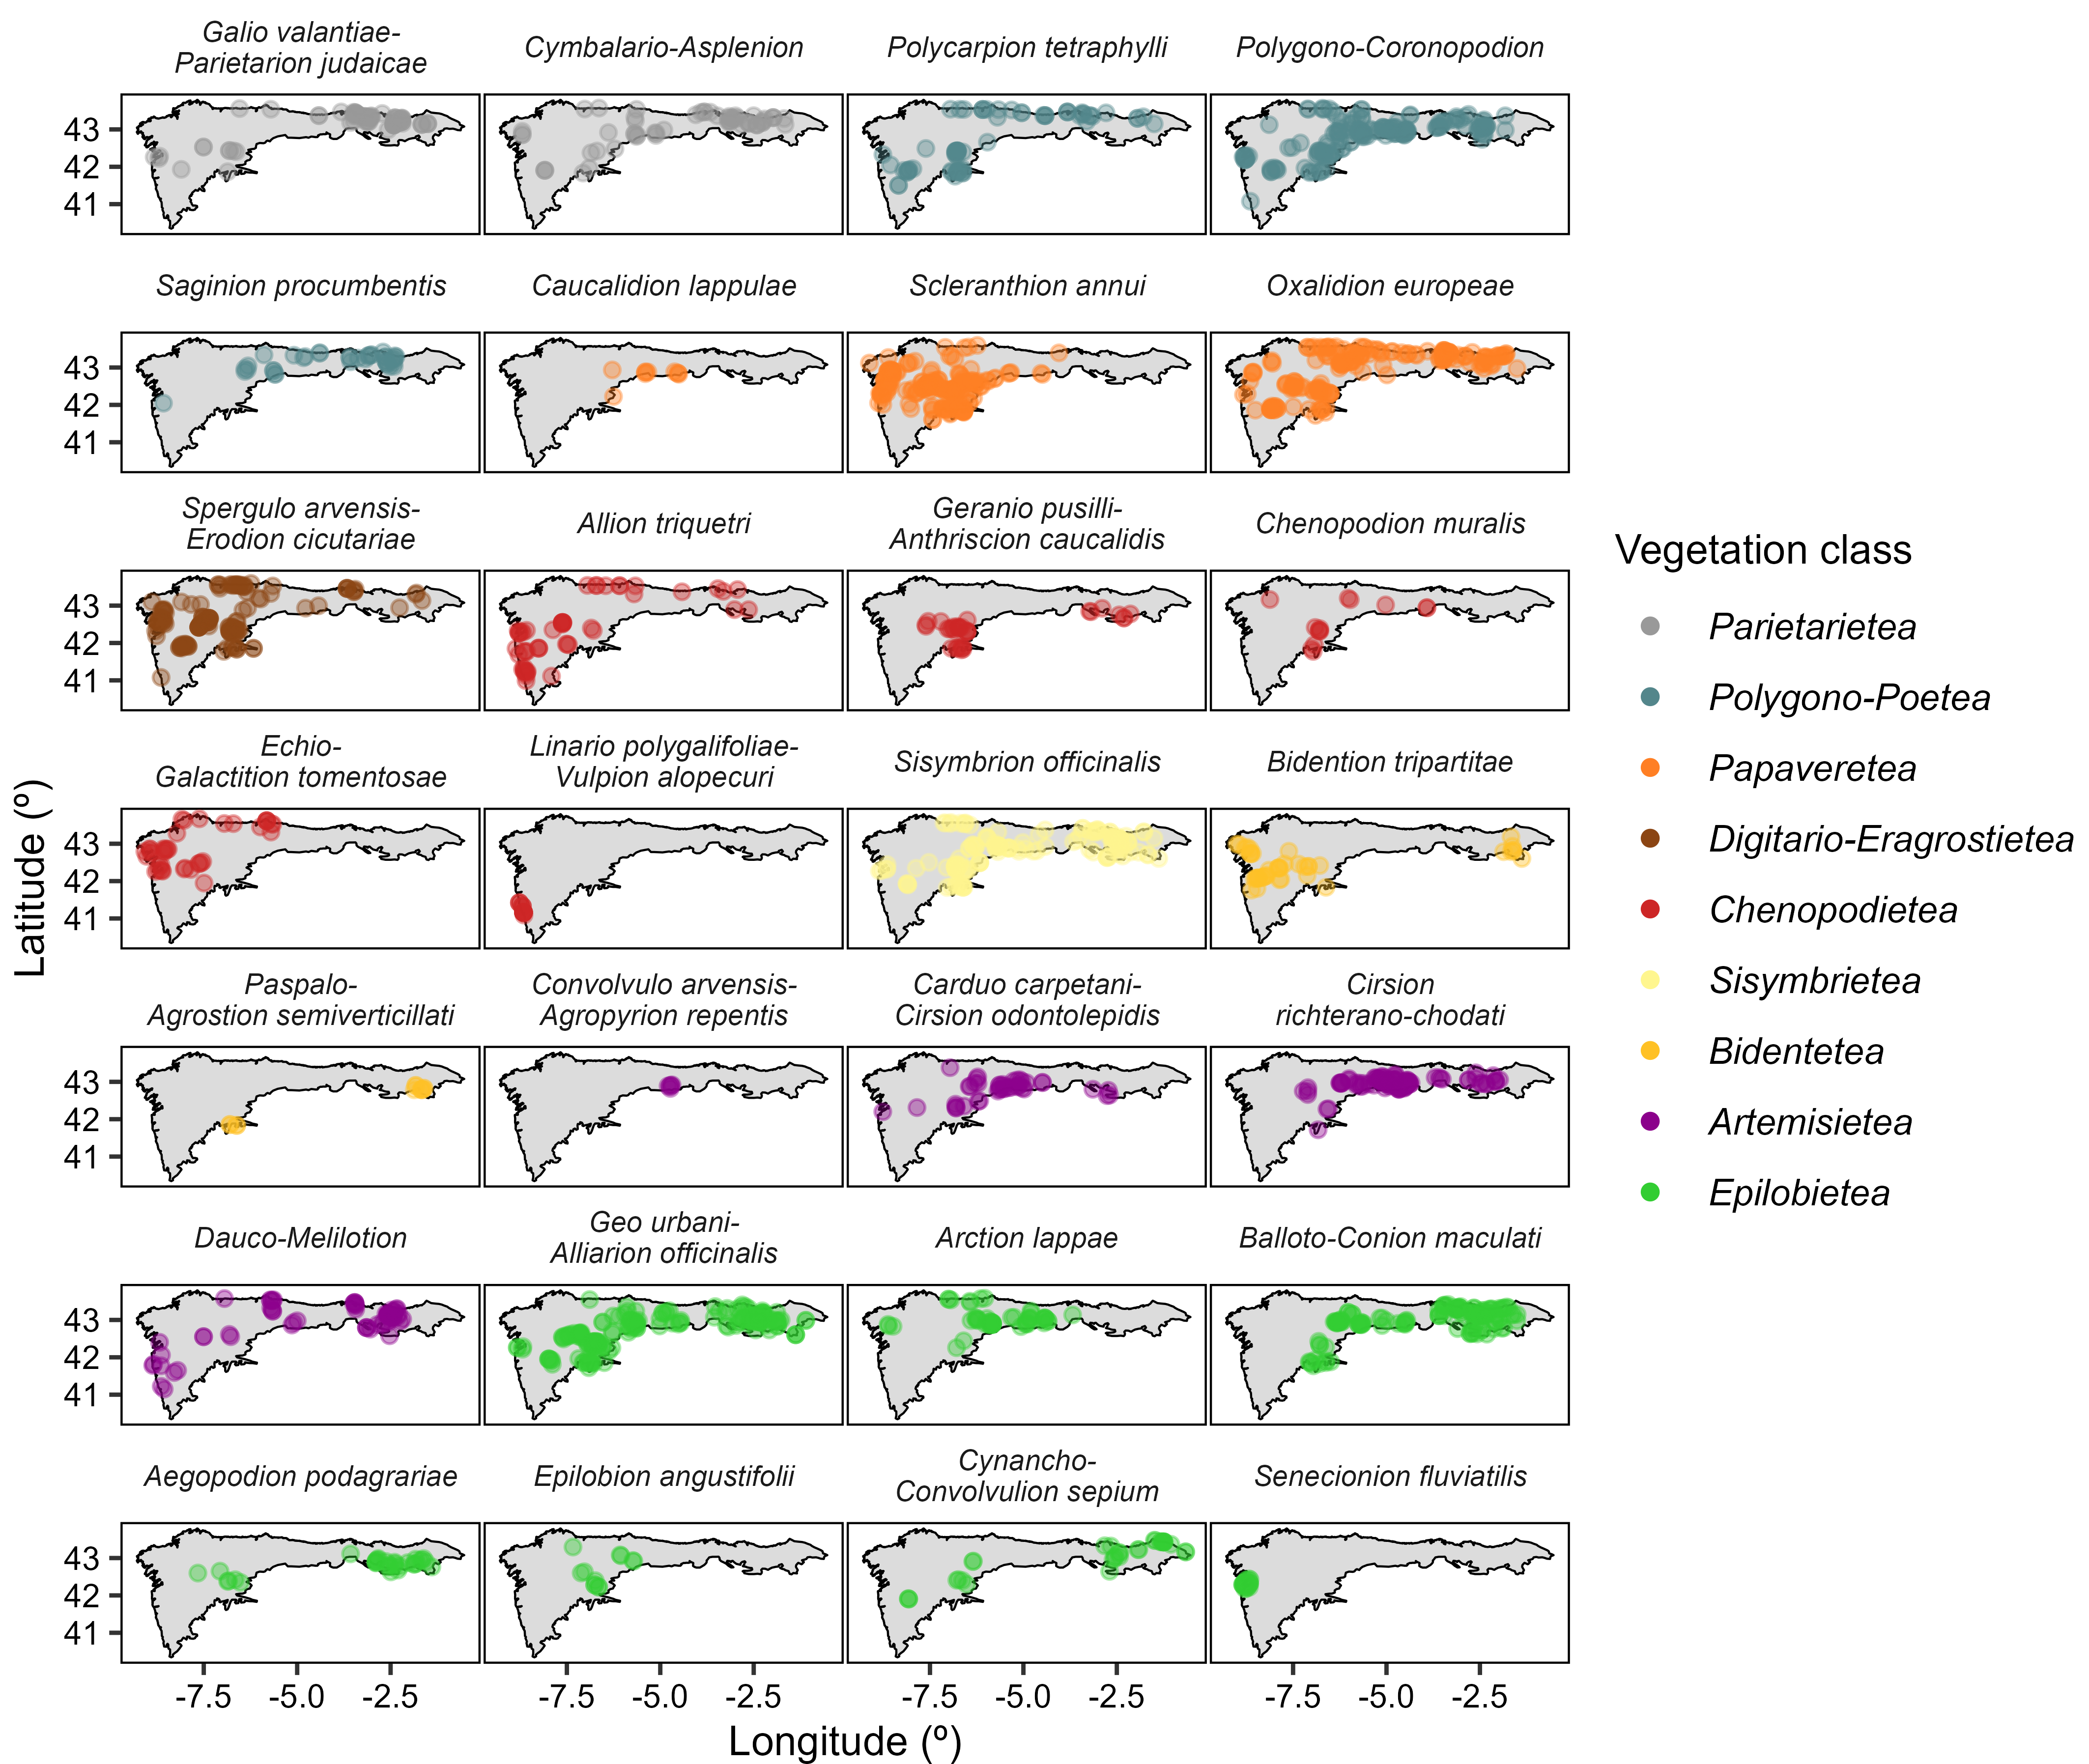 Galio valantiae-
Parietarion judaicae
Cymbalario-Asplenion
Polycarpion tetraphylli
Polygono-Coronopodion
43
42
41
Saginion procumbentis
Caucalidion lappulae
Scleranthion annui
Oxalidion europeae
43
42
41
Spergulo arvensis-
Erodion cicutariae
Allion triquetri
Geranio pusilli-
Anthriscion caucalidis
Chenopodion muralis
43
42
41
Echio-
Galactition tomentosae
Linario polygalifoliae-
Vulpion alopecuri
Sisymbrion officinalis
Bidention tripartitae
43
42
41
Paspalo-
Agrostion semiverticillati
Convolvulo arvensis-
Agropyrion repentis
Carduo carpetani-
Cirsion odontolepidis
Cirsion
richterano-chodati
43
42
41
Dauco-Melilotion
Geo urbani-
Alliarion officinalis
Arction lappae
Balloto-Conion maculati
43
42
41
Aegopodion podagrariae
Epilobion angustifolii
Cynancho-
Convolvulion sepium
Senecionion fluviatilis
43
42
41
-7.5 -5.0 -2.5
-7.5 -5.0 -2.5
-7.5 -5.0 -2.5
-7.5 -5.0 -2.5
Longitude (º)
Latitude (º)
Vegetation class
Parietarietea
Polygono-Poetea
Papaveretea
Digitario-Eragrostietea
Chenopodietea
Sisymbrietea
Bidentetea
Artemisietea
Epilobietea